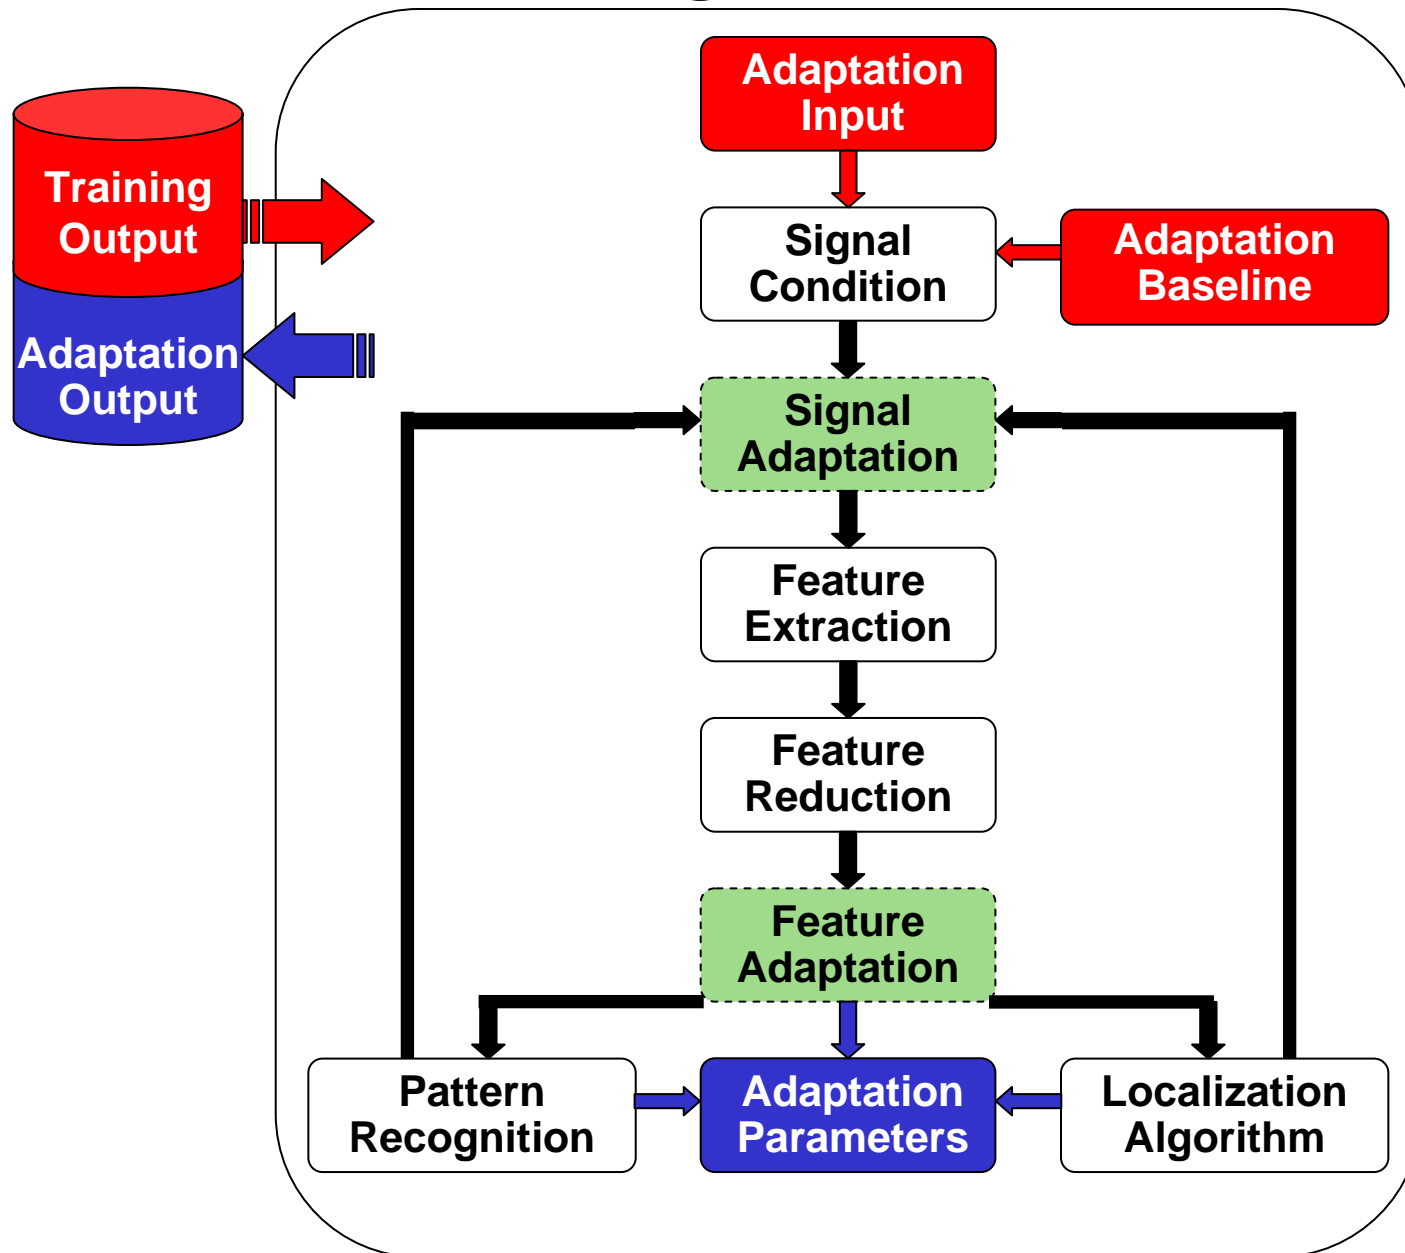 Adaptation
Input
Training
Output
Signal
Condition
Adaptation
Baseline
Adaptation
Output
Signal
Adaptation
Feature
Extraction
Feature
Reduction
Feature
Adaptation
Pattern
Recognition
Adaptation
Parameters
Localization
Algorithm